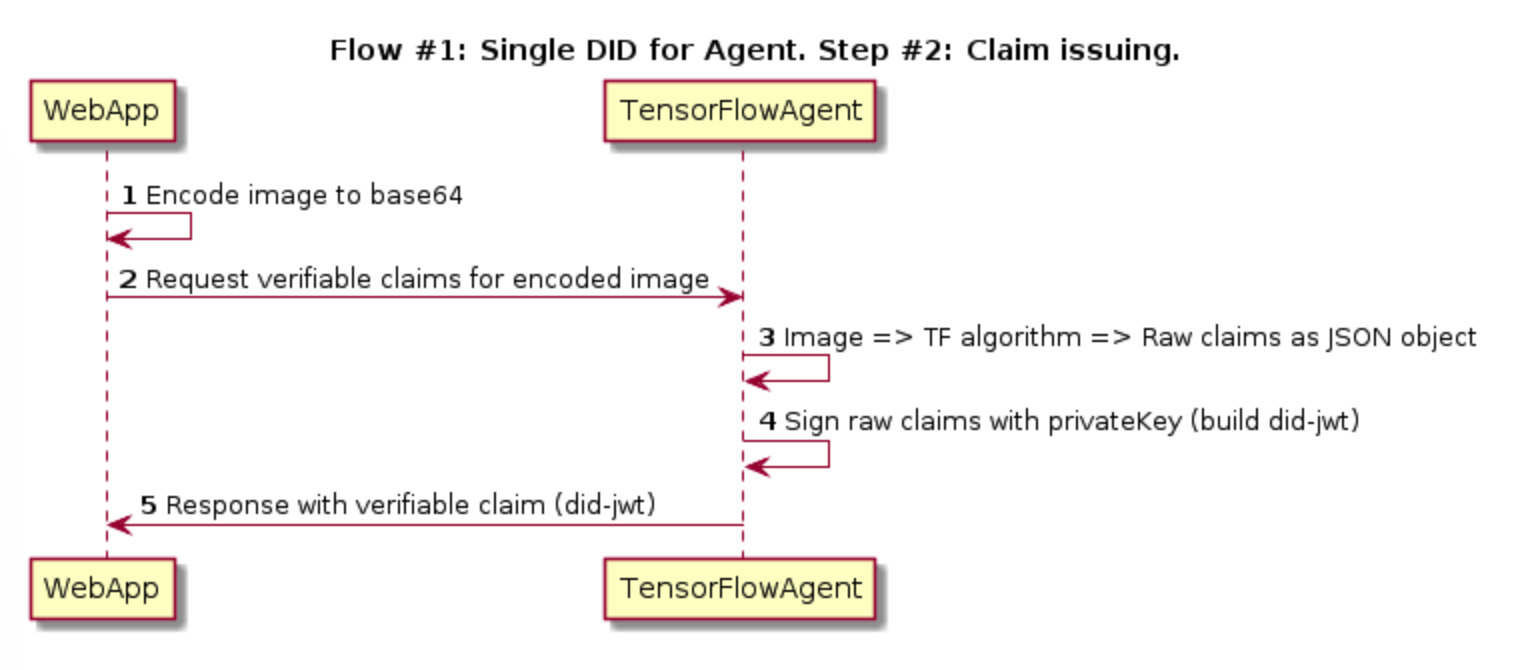 Flow #1: Single DID for Agent. Step #2: Claim issuing.
WebApp
TensorFlowAgent
1 Encode image to base64
2 Request verifiable claims for encoded image
3 Image => TF algorithm => Raw claims as JSON object
4 Sign raw claims with privateKey (build did-jwt)
5 Response with verifiable claim (did-jwt)
WebApp
TensorFlowAgent